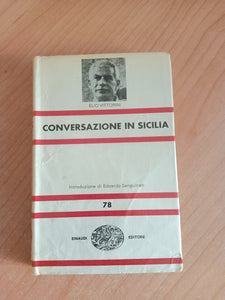 ELIO VITTORINI
CONVERSAZIONE IN SICILIA
Introduzione di Edoardo Sanguineti
78
EINAUDI EDITORE